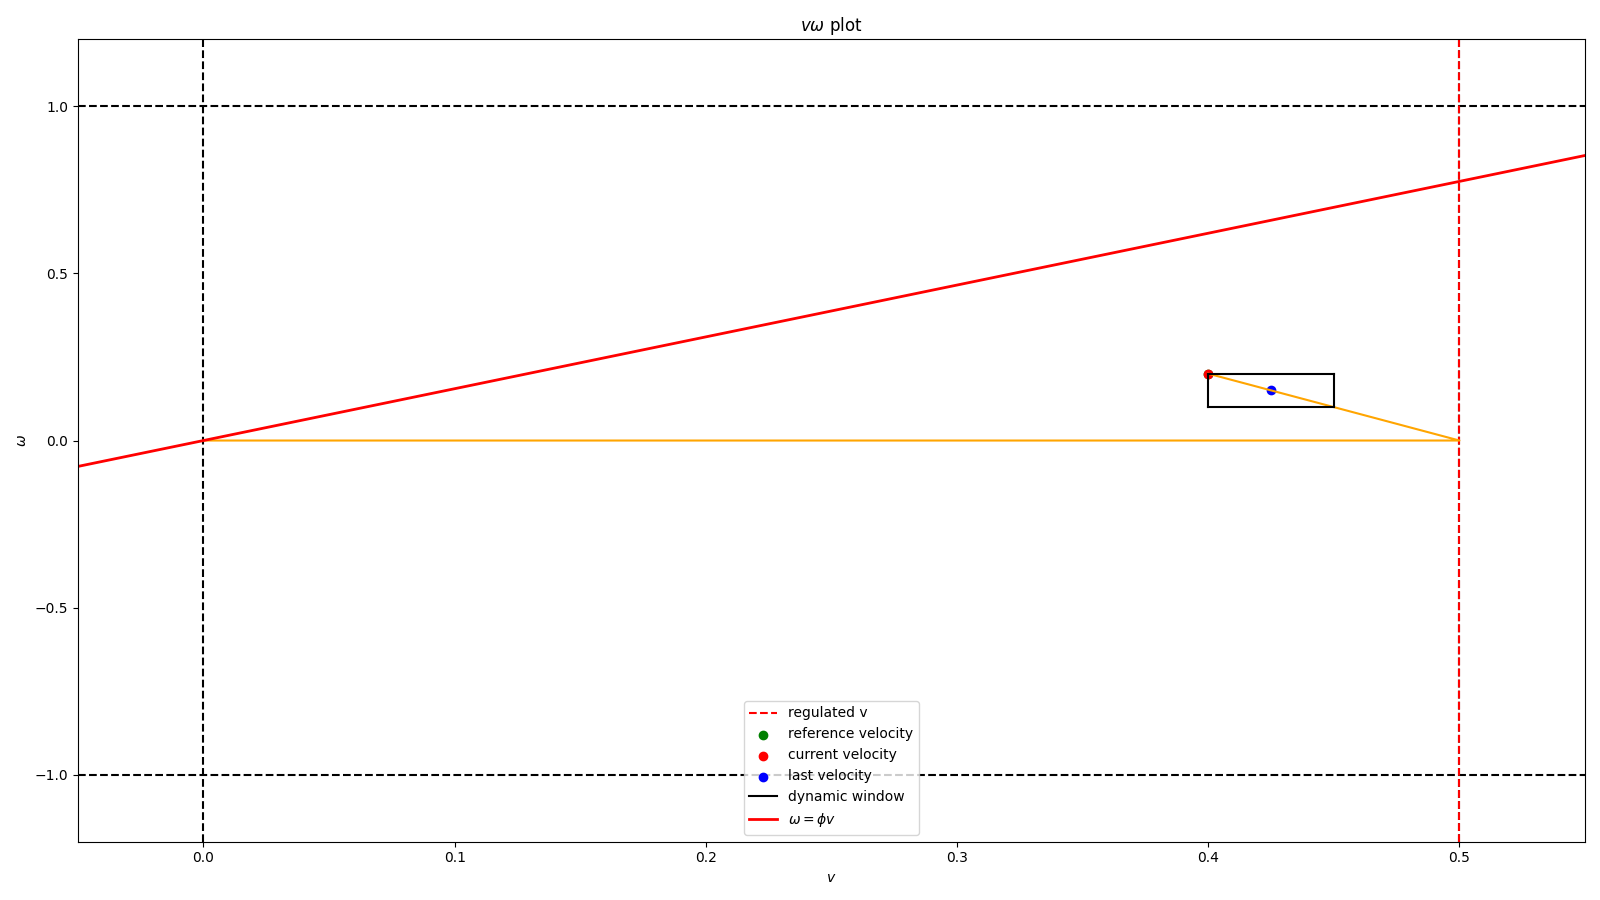 vω plot
1.0
0.5
0.0
−0.5
−1.0
ω
0.0 0.1 0.2 0.3 0.4 0.5
v
regulated v
reference velocity
current velocity
last velocity
dynamic window
ω = ϕv